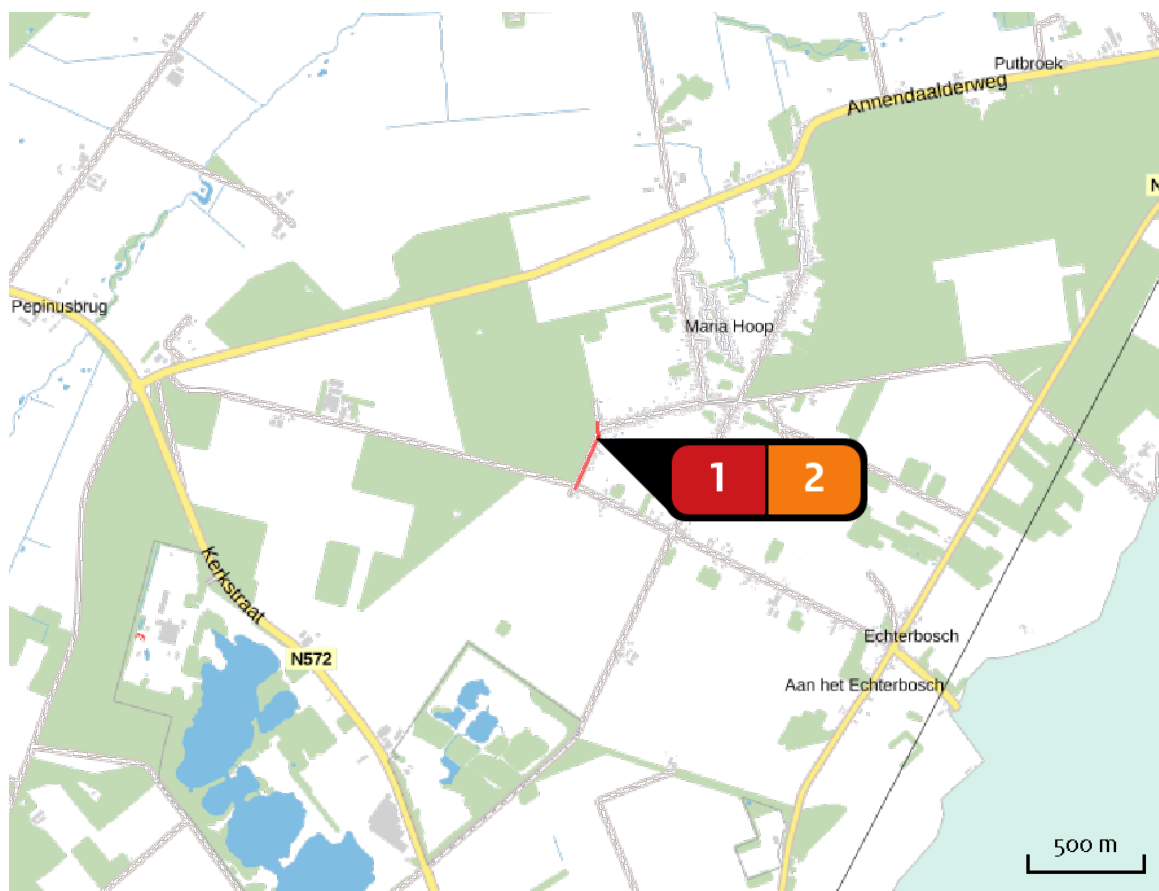 Putbroek
Annendaalderweg
N
Pepinusbrug
Maria Hoop
1 2
Kerkstraat
N572
Echterbosch
Aan het Echterbosch
500 m